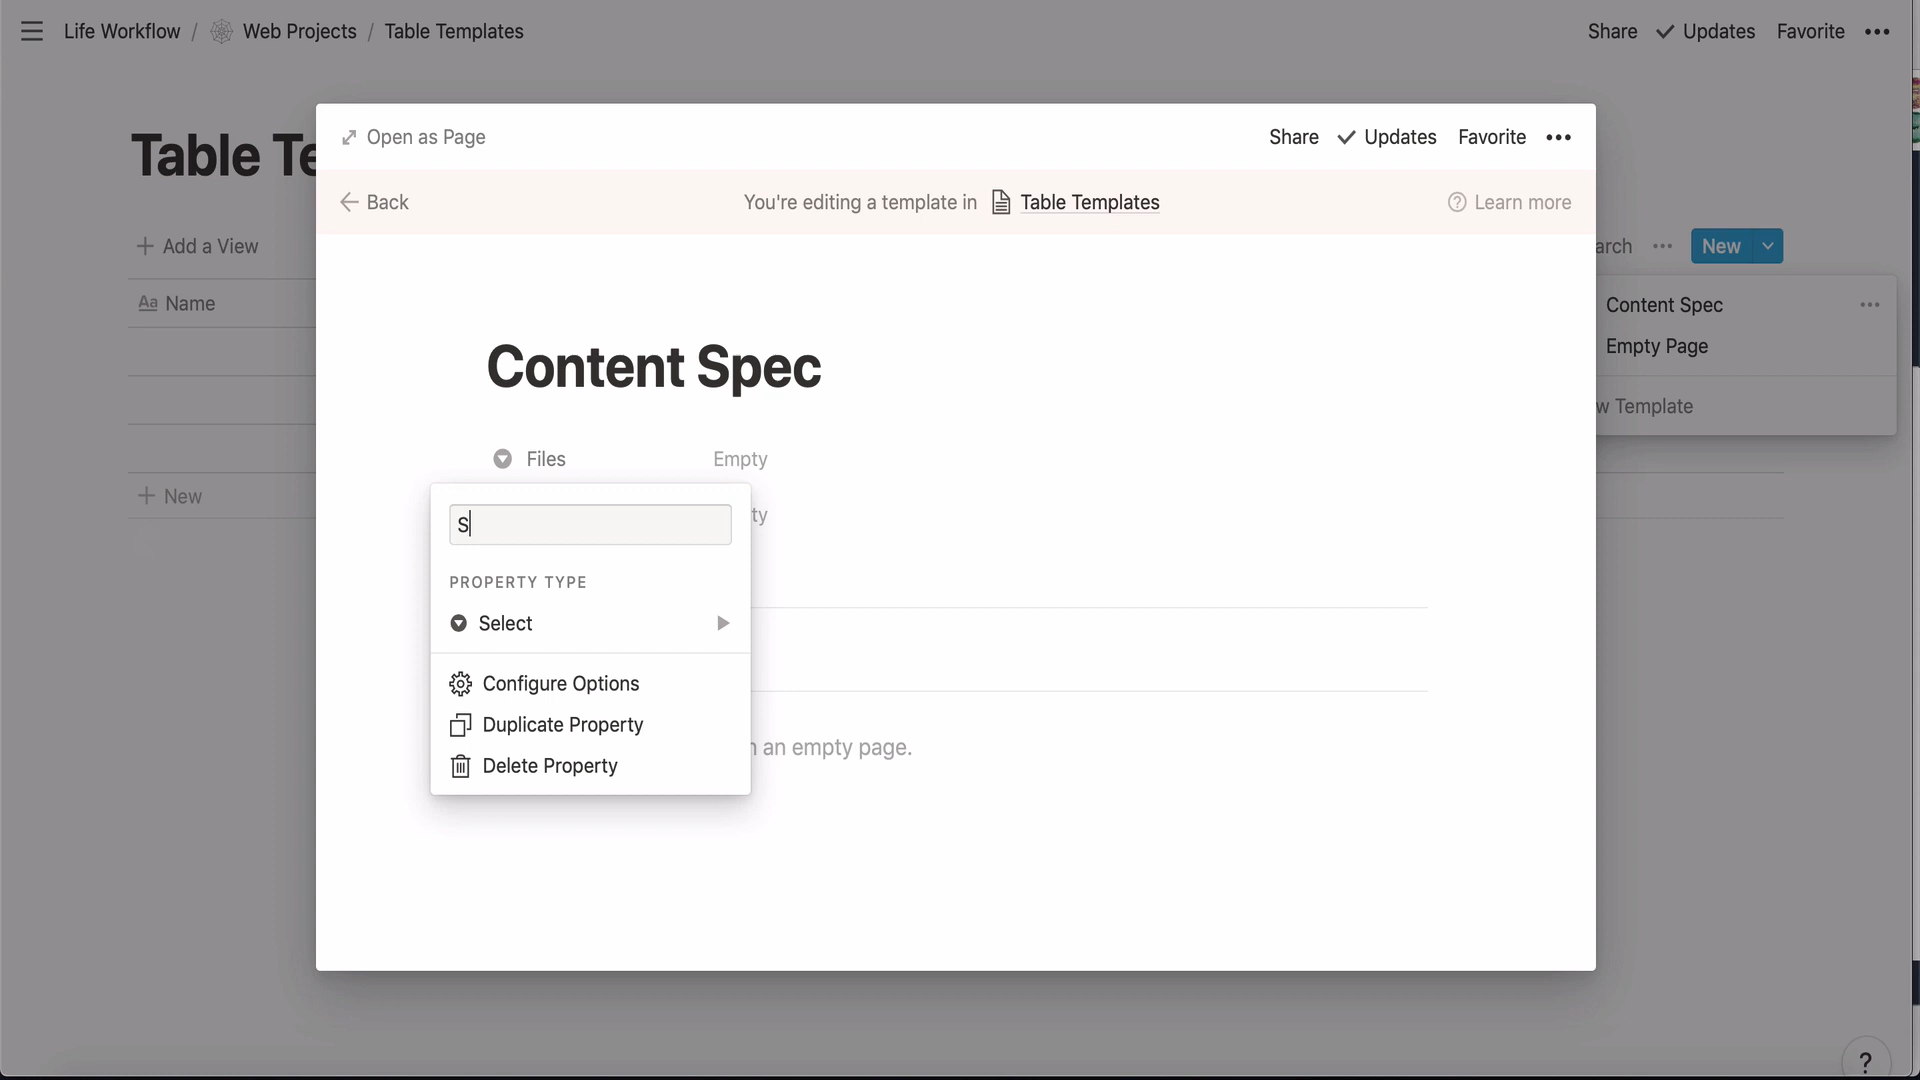 Life Workflow / Web Projects / Table Templates
Share Updates Favorite •••
Open as Page
Share Updates Favorite •••
Table Te
Back
You're editing a template in Table Templates
? Learn more
+ Add a View
arch ••• New
Aa Name
Content Spec •••
Empty Page
w Template
Content Spec
Files Empty
+ New
S
ty
PROPERTY TYPE
Select
Configure Options
Duplicate Property
Delete Property
an empty page.
?